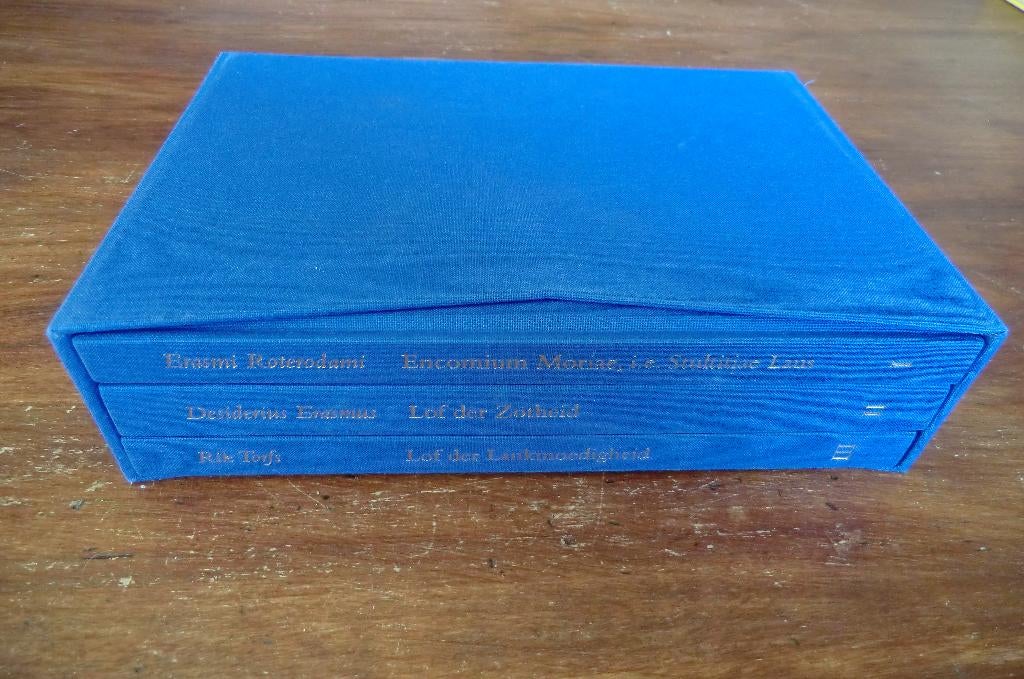 Erasmi Roterodami Encomium Moriae, i.e. Stultitiae Laus I
Desiderius Erasmus Lof der Zotheid II
Rik Torfs Lof der Lankmoedigheid III